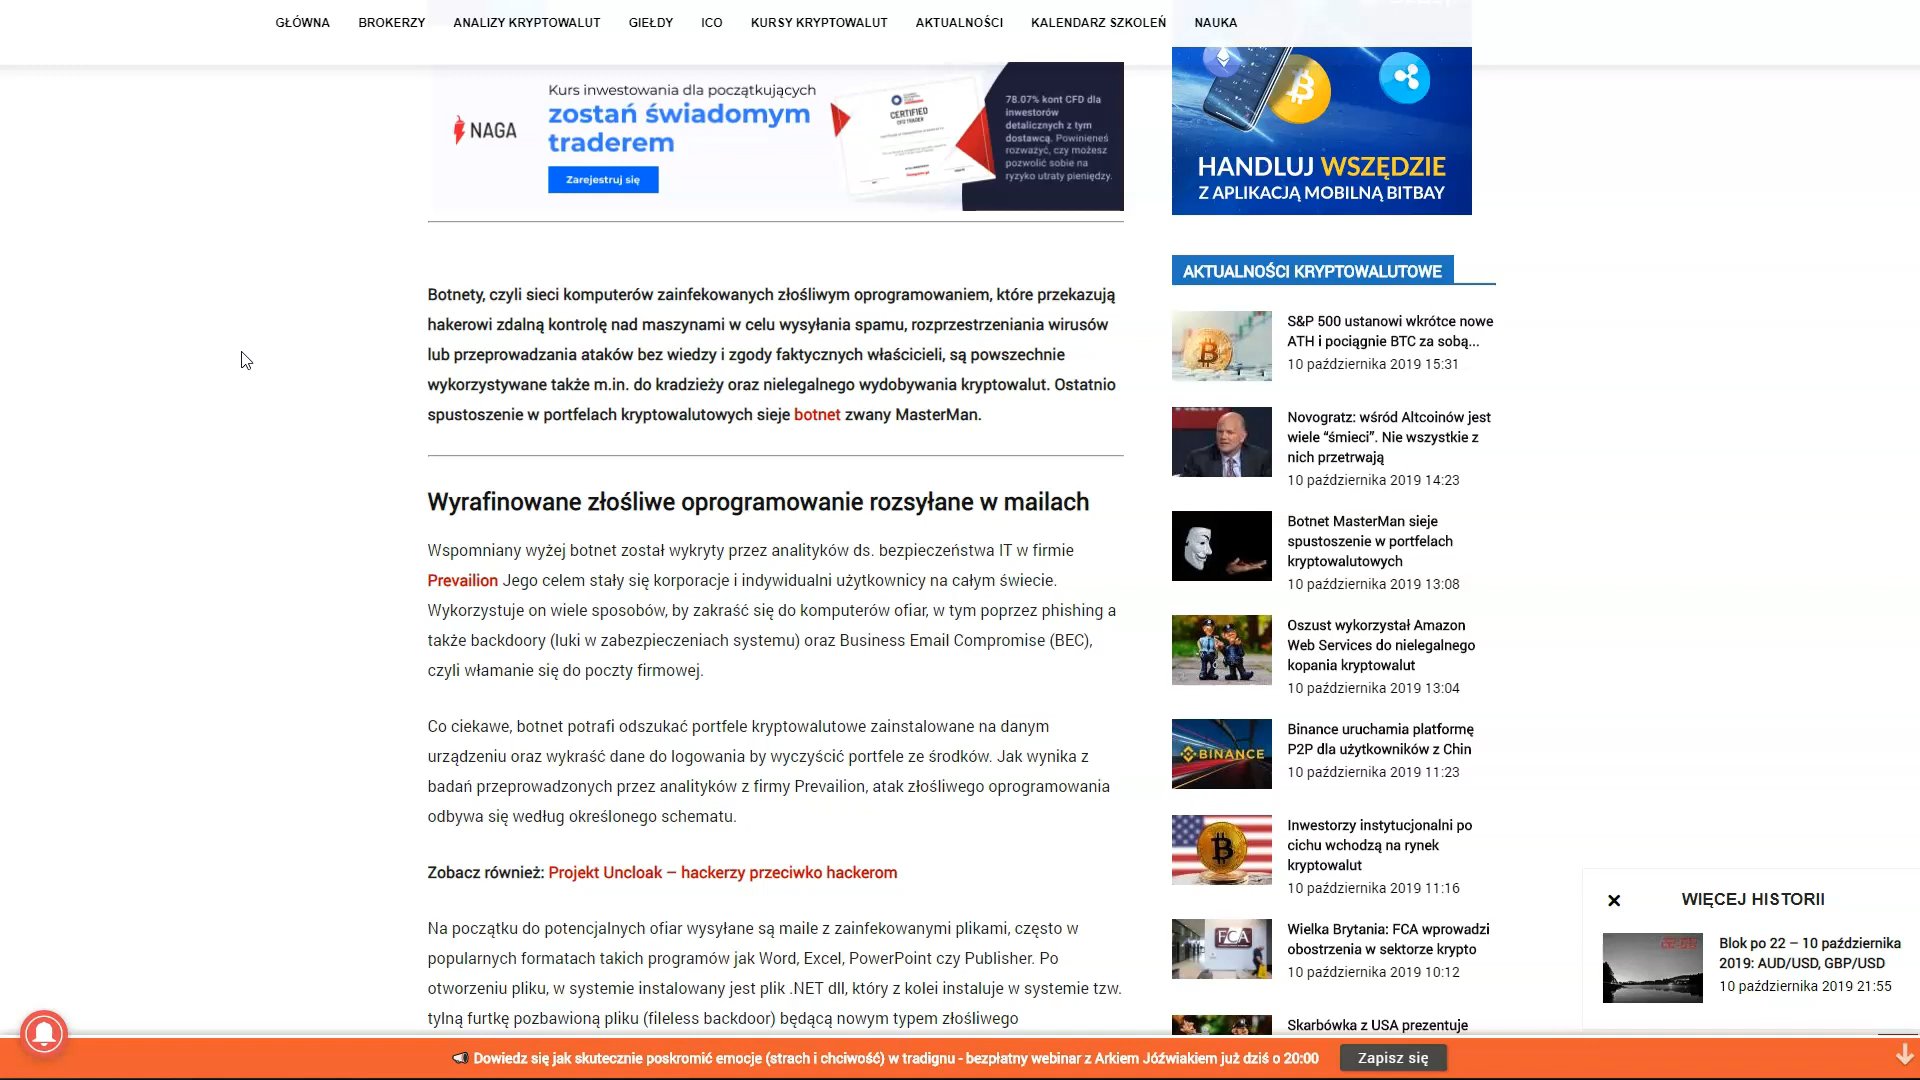 GŁÓWNA BROKERZY ANALIZY KRYPTOWALUT GIEŁDY ICO KURSY KRYPTOWALUT AKTUALNOŚCI KALENDARZ SZKOLEŃ NAUKA
Kurs inwestowania dla początkujących
zostań świadomym
traderem
NAGA
Zarejestruj się
CERTIFIED
CFD TRADER
78.07% kont CFD dla
inwestorów
detalicznych z tym
dostawcą. Powinieneś
rozważyć, czy możesz
pozwolić sobie na
ryzyko utraty pieniędzy.
HANDLUJ WSZĘDZIE
Z APLIKACJĄ MOBILNĄ BITBAY
Botnety, czyli sieci komputerów zainfekowanych złośliwym oprogramowaniem, które przekazują
hakerowi zdalną kontrolę nad maszynami w celu wysyłania spamu, rozprzestrzeniania wirusów
lub przeprowadzania ataków bez wiedzy i zgody faktycznych właścicieli, są powszechnie
wykorzystywane także m.in. do kradzieży oraz nielegalnego wydobywania kryptowalut. Ostatnio
spustoszenie w portfelach kryptowalutowych sieje botnet zwany MasterMan.
Wyrafinowane złośliwe oprogramowanie rozsyłane w mailach
Wspomniany wyżej botnet został wykryty przez analityków ds. bezpieczeństwa IT w firmie
Prevailion Jego celem stały się korporacje i indywidualni użytkownicy na całym świecie.
Wykorzystuje on wiele sposobów, by zakraść się do komputerów ofiar, w tym poprzez phishing a
także backdoory (luki w zabezpieczeniach systemu) oraz Business Email Compromise (BEC),
czyli włamanie się do poczty firmowej.
Co ciekawe, botnet potrafi odszukać portfele kryptowalutowe zainstalowane na danym
urządzeniu oraz wykraść dane do logowania by wyczyścić portfele ze środków. Jak wynika z
badań przeprowadzonych przez analityków z firmy Prevailion, atak złośliwego oprogramowania
odbywa się według określonego schematu.
Zobacz również: Projekt Uncloak – hackerzy przeciwko hackerom
Na początku do potencjalnych ofiar wysyłane są maile z zainfekowanymi plikami, często w
popularnych formatach takich programów jak Word, Excel, PowerPoint czy Publisher. Po
otworzeniu pliku, w systemie instalowany jest plik .NET dll, który z kolei instaluje w systemie tzw.
tylną furtkę pozbawioną pliku (fileless backdoor) będącą nowym typem złośliwego
AKTUALNOŚCI KRYPTOWALUTOWE
S&P 500 ustanowi wkrótce nowe
ATH i pociągnie BTC za sobą...
10 października 2019 15:31
Novogratz: wśród Altcoinów jest
wiele “śmieci”. Nie wszystkie z
nich przetrwają
10 października 2019 14:23
Botnet MasterMan sieje
spustoszenie w portfelach
kryptowalutowych
10 października 2019 13:08
Oszust wykorzystał Amazon
Web Services do nielegalnego
kopania kryptowalut
10 października 2019 13:04
BINANCE
Binance uruchamia platformę
P2P dla użytkowników z Chin
10 października 2019 11:23
Inwestorzy instytucjonalni po
cichu wchodzą na rynek
kryptowalut
10 października 2019 11:16
FCA
Wielka Brytania: FCA wprowadzi
obostrzenia w sektorze krypto
10 października 2019 10:12
Skarbówka z USA prezentuje
WIĘCEJ HISTORII
Blok po 22 – 10 października
2019: AUD/USD, GBP/USD
10 października 2019 21:55
Dowiedz się jak skutecznie poskromić emocje (strach i chciwość) w tradignu - bezpłatny webinar z Arkiem Jóźwiakiem już dziś o 20:00
Zapisz się